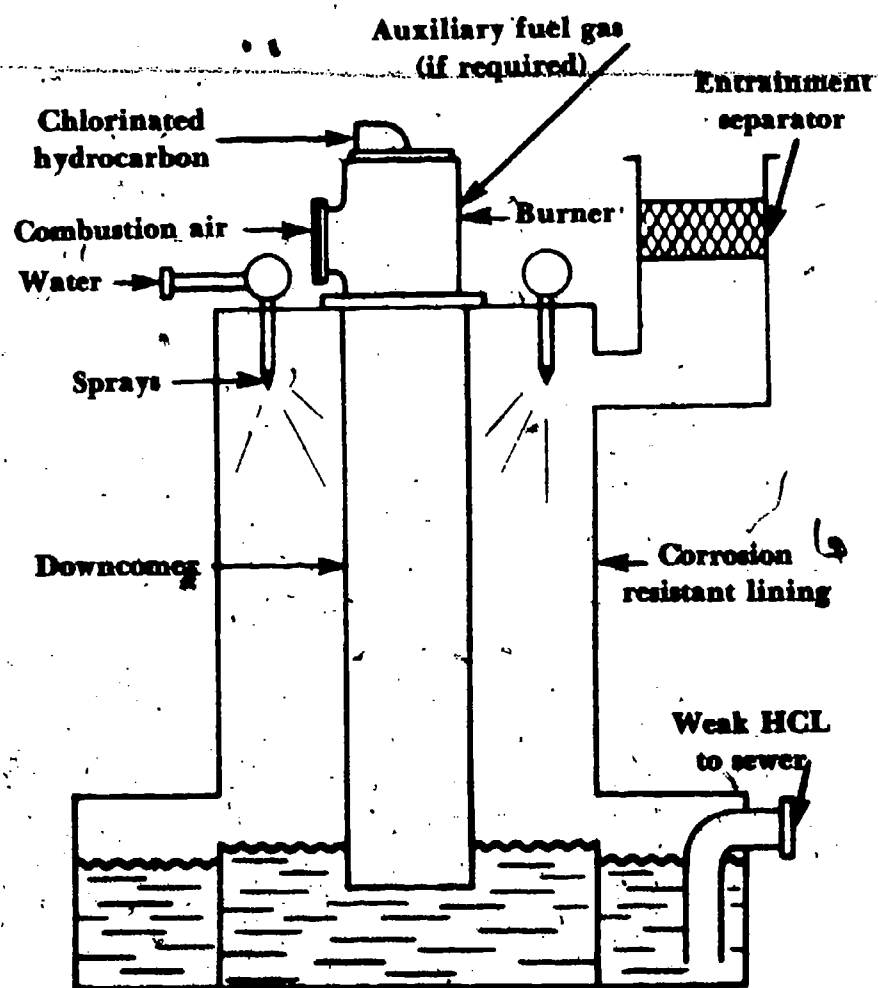 Auxiliary fuel gas
(if required)
Entrainment
separator
Chlorinated
hydrocarbon
Combustion air
Burner
Water
Sprays
Downcomer
Corrosion
resistant lining
Weak HCL
to sewer